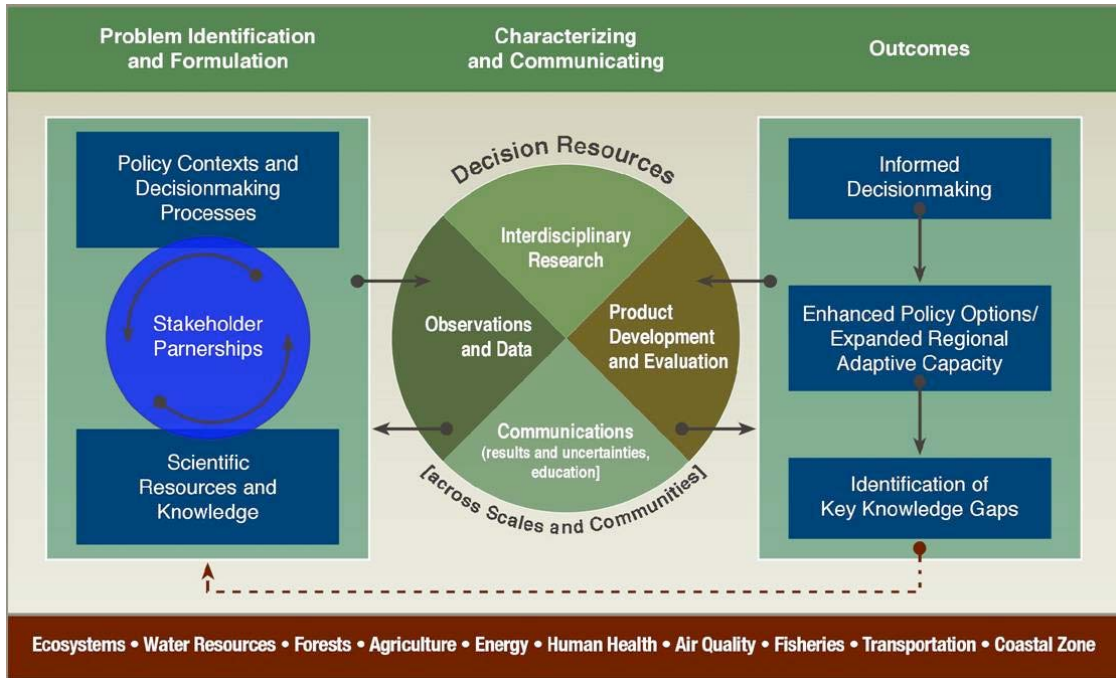 Problem Identification
and Formulation
Characterizing
and Communicating
Outcomes
Policy Contexts and
Decisionmaking
Processes
Stakeholder
Parnerships
Scientific
Resources and
Knowledge
Decision Resources
Interdisciplinary
Research
Observations
and Data
Product
Development
and Evaluation
Communications
(results and uncertainties,
education]
[across Scales and Communities]
Informed
Decisionmaking
Enhanced Policy Options/
Expanded Regional
Adaptive Capacity
Identification of
Key Knowledge Gaps
Ecosystems • Water Resources • Forests • Agriculture • Energy • Human Health • Air Quality • Fisheries • Transportation • Coastal Zone